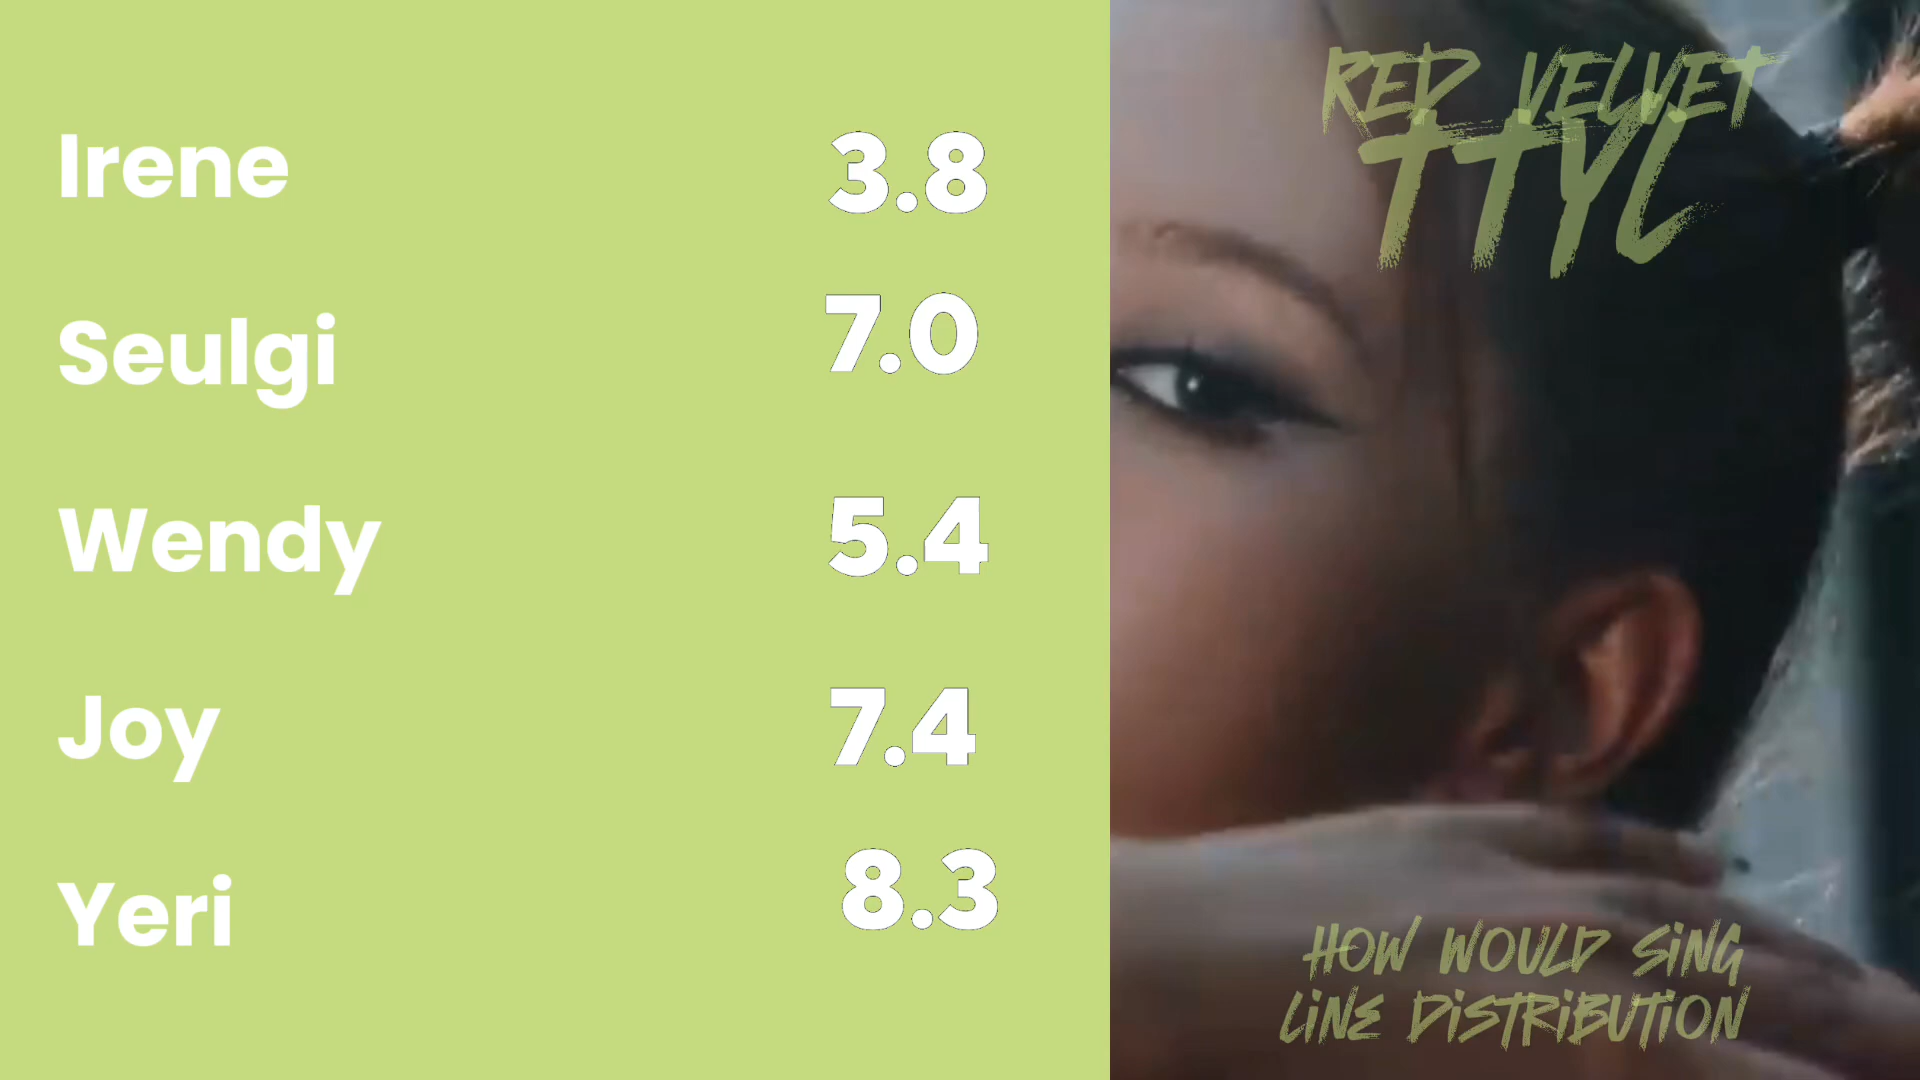 Irene 3.8
Seulgi 7.0
Wendy 5.4
Joy 7.4
Yeri 8.3
RED VELVET
TTYL
HOW WOULD SING
LINE DISTRIBUTION